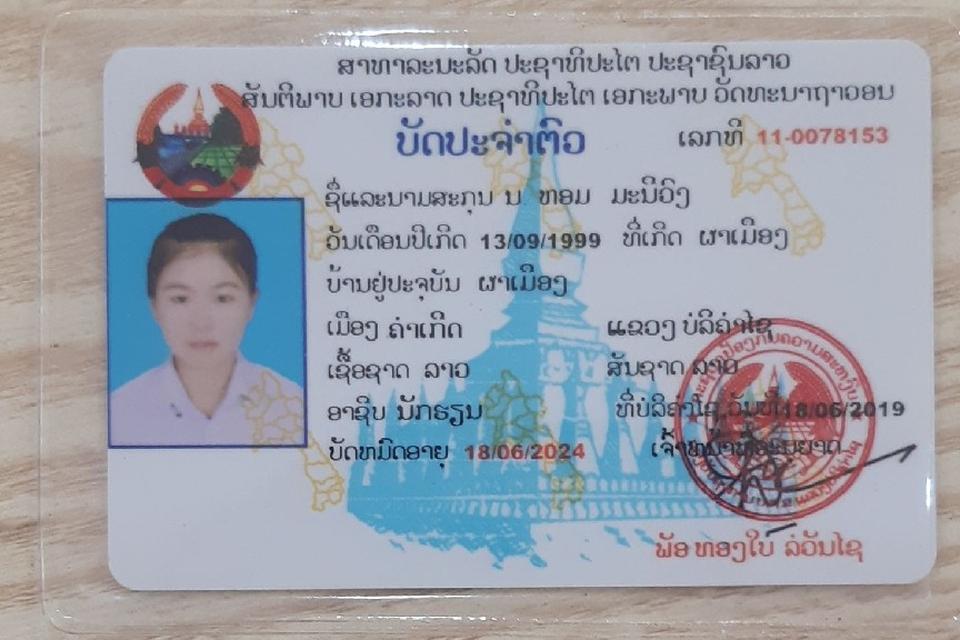 ສາທາລະນະລັດ ປະຊາທິປະໄຕ ປະຊາຊົນລາວ
ສັນຕິພາບ ເອກະລາດ ປະຊາທິປະໄຕ ເອກະພາບ ວັດທະນາຖາວອນ
ບັດປະຈຳຕົວ ເລກທີ 11-0078153
ຊື່ແລະນາມສະກຸນ ນ ຫອມ ມະນີວົງ
ວັນເດືອນປີເກີດ 13/09/1999 ທີ່ເກີດ ຜາເມືອງ
ບ້ານຢູ່ປະຈຸບັນ ຜາເມືອງ
ເມືອງ ຄຳເກີດ ແຂວງ ບໍລິຄຳໄຊ
ເຊື້ອຊາດ ລາວ ສັນຊາດ ລາວ
ອາຊີບ ນັກຮຽນ ທີ່ບໍລິຄຳໄຊ, ວັນທີ 18/06/2019
ບັດຫມົດອາຍຸ 18/06/2024 ເຈົ້າຫນ້າທີ່
ພັອ ທອງໃບ ລ່ວັນໄຊ